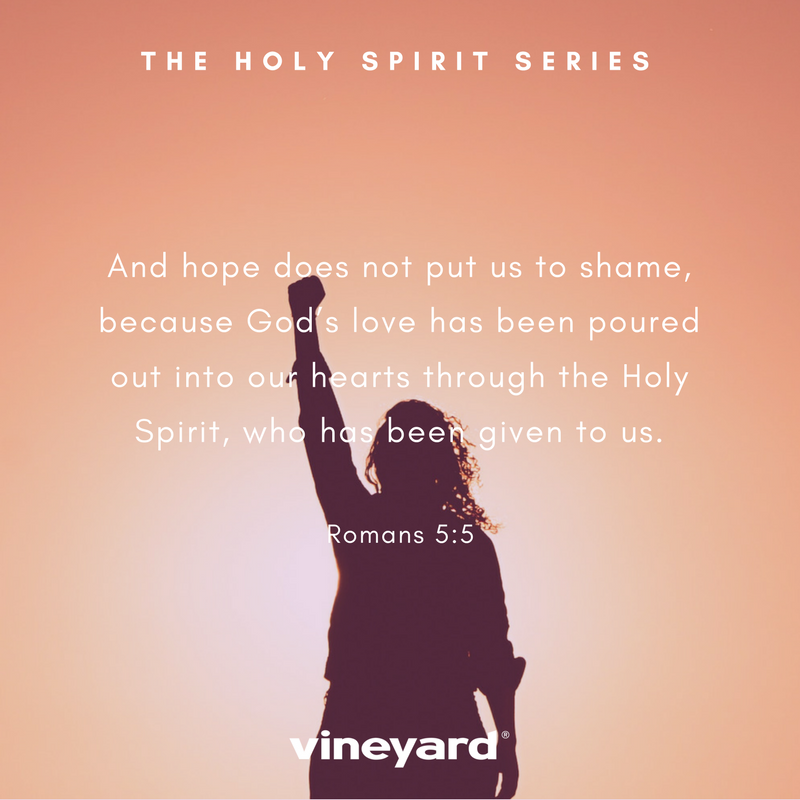 THE HOLY SPIRIT SERIES
And hope does not put us to shame,
because God's love has been poured
out into our hearts through the Holy
Spirit, who has been given to us.
Romans 5:5
vineyard®